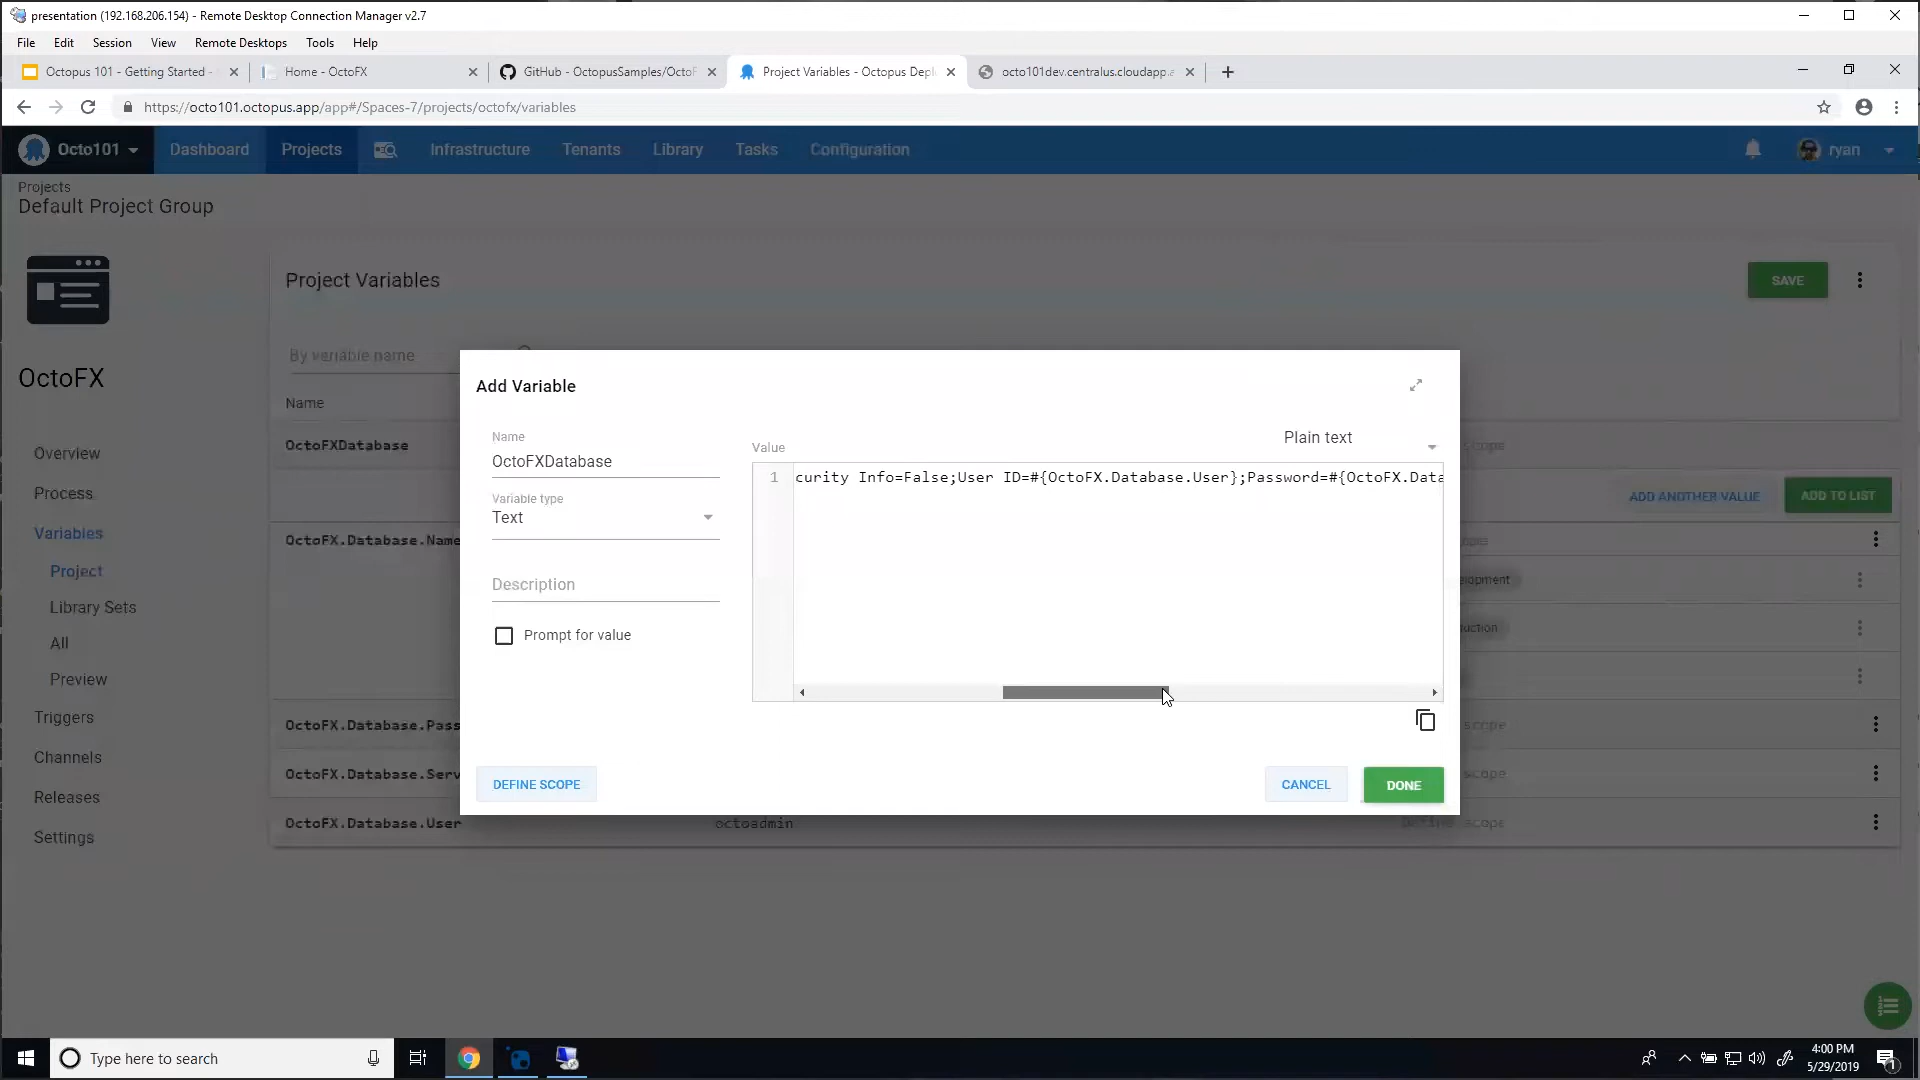 presentation (192.168.206.154) - Remote Desktop Connection Manager v2.7
File Edit Session View Remote Desktops Tools Help
Octopus 101 - Getting Started -
Home - OctoFX
GitHub - OctopusSamples/OctoF
Project Variables - Octopus Depl
octo101dev.centralus.cloudapp.a
https://octo101.octopus.app/app#/Spaces-7/projects/octofx/variables
Octo101 Dashboard Projects Infrastructure Tenants Library Tasks Configuration ryan
Projects
Default Project Group
Project Variables
SAVE
By variable name
OctoFX
Name
OctoFXDatabase
scope
Overview
Process
Variables
Project
Library Sets
All
Preview
Triggers
Channels
Releases
Settings
ADD ANOTHER VALUE
ADD TO LIST
OctoFX.Database.Name
OctoFX.Database.Pass
scope
OctoFX.Database.Serv
scope
OctoFX.Database.User
octoadmin
Define scope
Add Variable
Name
OctoFXDatabase
Variable type
Text
Description
Prompt for value
Value
Plain text
1
curity Info=False;User ID=#{OctoFX.Database.User};Password=#{OctoFX.Data
DEFINE SCOPE
CANCEL
DONE
Type here to search
4:00 PM
5/29/2019
1